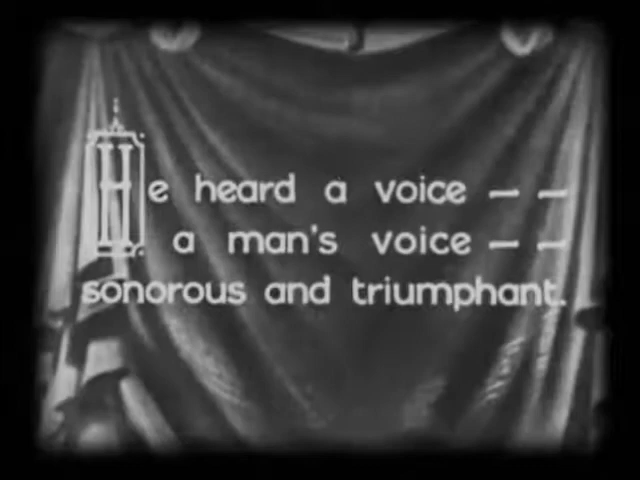 He heard a voice — —
a man's voice — —
sonorous and triumphant.